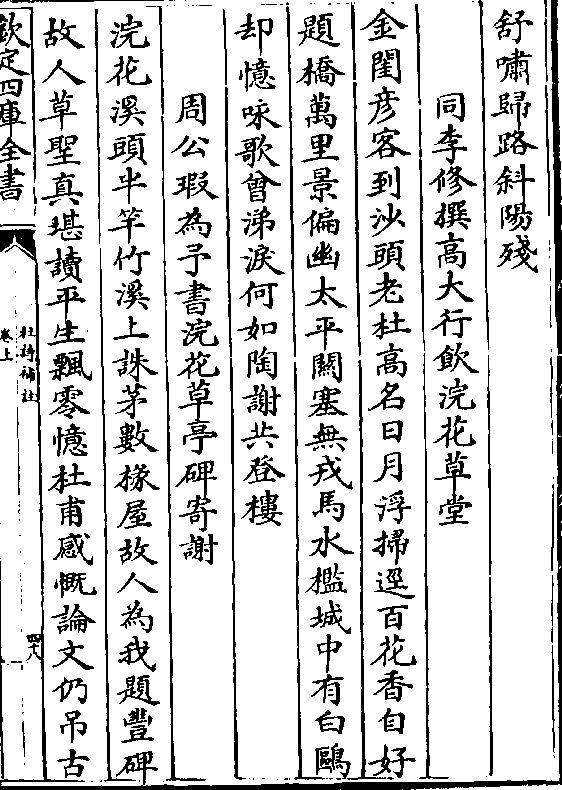 舒嘯歸路斜陽殘
同李修撰高大行飲浣花草堂
金閨彦客到沙頭老杜高名日月浮掃逕百花香自好
題橋萬里景偏幽太平關塞無戎馬水檻城中有白鷗
却憶咏歌曾涕淚何如陶謝共登樓
周公瑕為予書浣花草亭碑寄謝
浣花溪頭半竿竹溪上誅茅數椽屋故人為我題豐碑
故人草聖真堪讀平生飄零憶杜甫感慨論文仍吊古
欽定四庫全書
杜詩補註
卷上
四十八